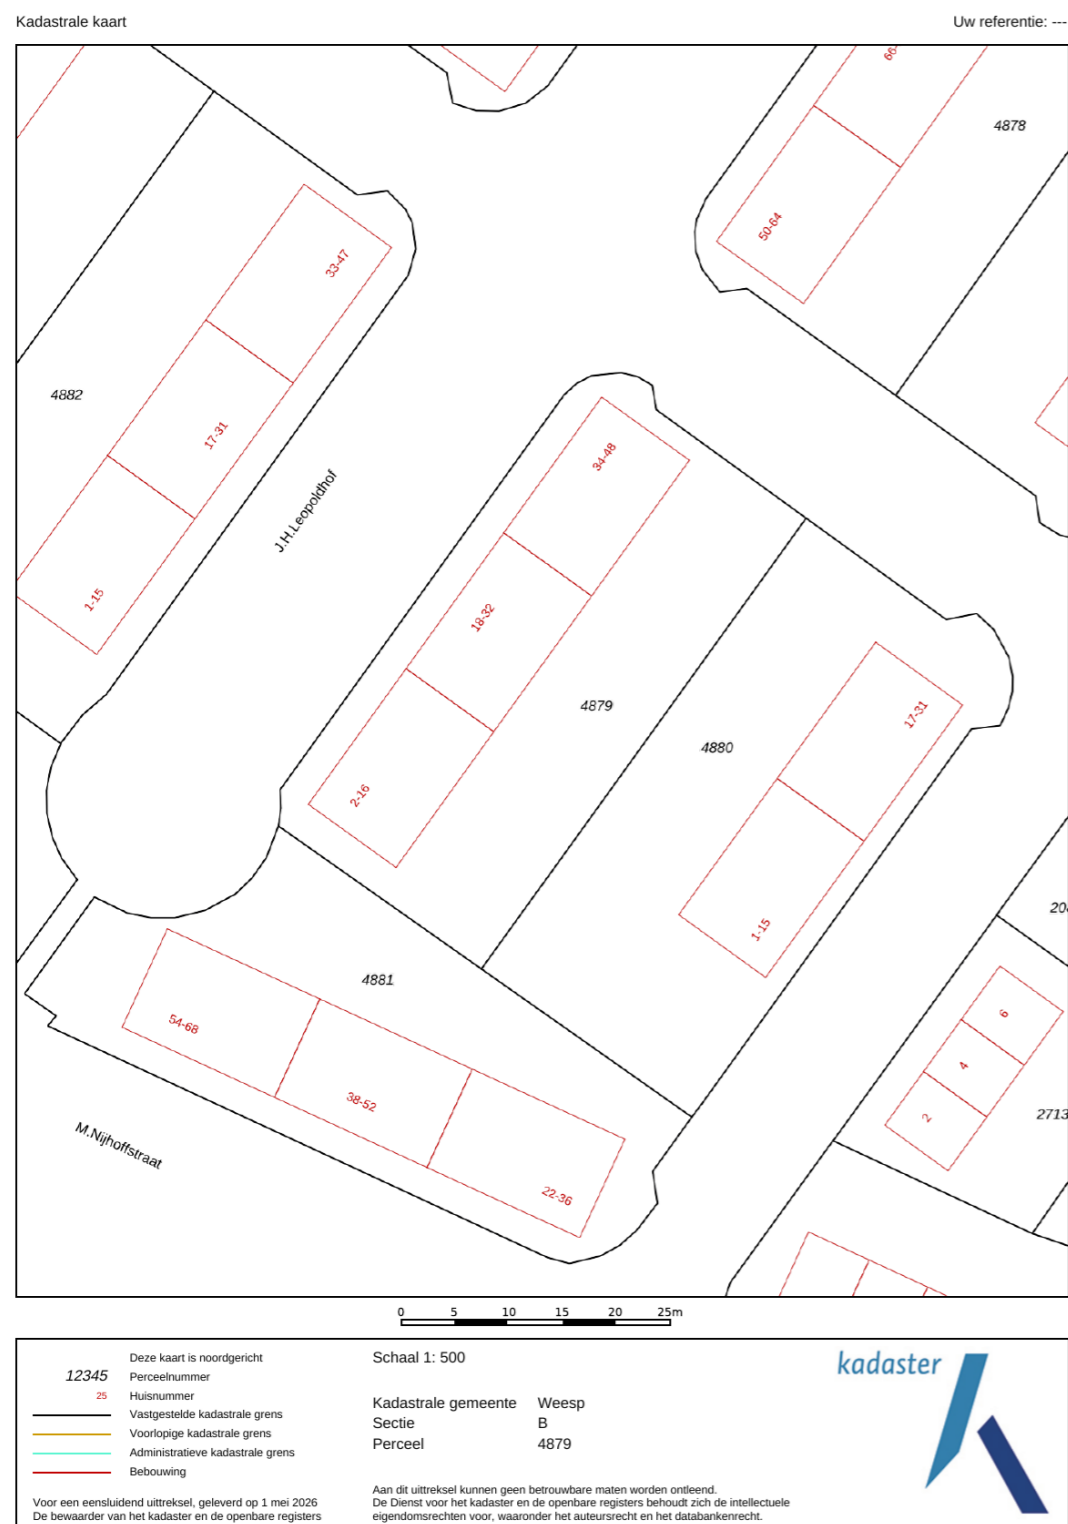 Kadastrale kaart
Uw referentie: ---
66-
4878
50-64
33-47
4882
17-31
34-48
J.H.Leopoldhof
1-15
18-32
4879
17-31
4880
2-16
20
1-15
4881
6
54-68
4
38-52
2
2713
M.Nijhoffstraat
22-36
0 5 10 15 20 25m
Deze kaart is noordgericht
12345 Perceelnummer
25 Huisnummer
Vastgestelde kadastrale grens
Voorlopige kadastrale grens
Administratieve kadastrale grens
Bebouwing
Voor een eensluidend uittreksel, geleverd op 1 mei 2026
De bewaarder van het kadaster en de openbare registers
Schaal 1: 500
Kadastrale gemeente Weesp
Sectie B
Perceel 4879
Aan dit uittreksel kunnen geen betrouwbare maten worden ontleend.
De Dienst voor het kadaster en de openbare registers behoudt zich de intellectuele
eigendomsrechten voor, waaronder het auteursrecht en het databankenrecht.
kadaster